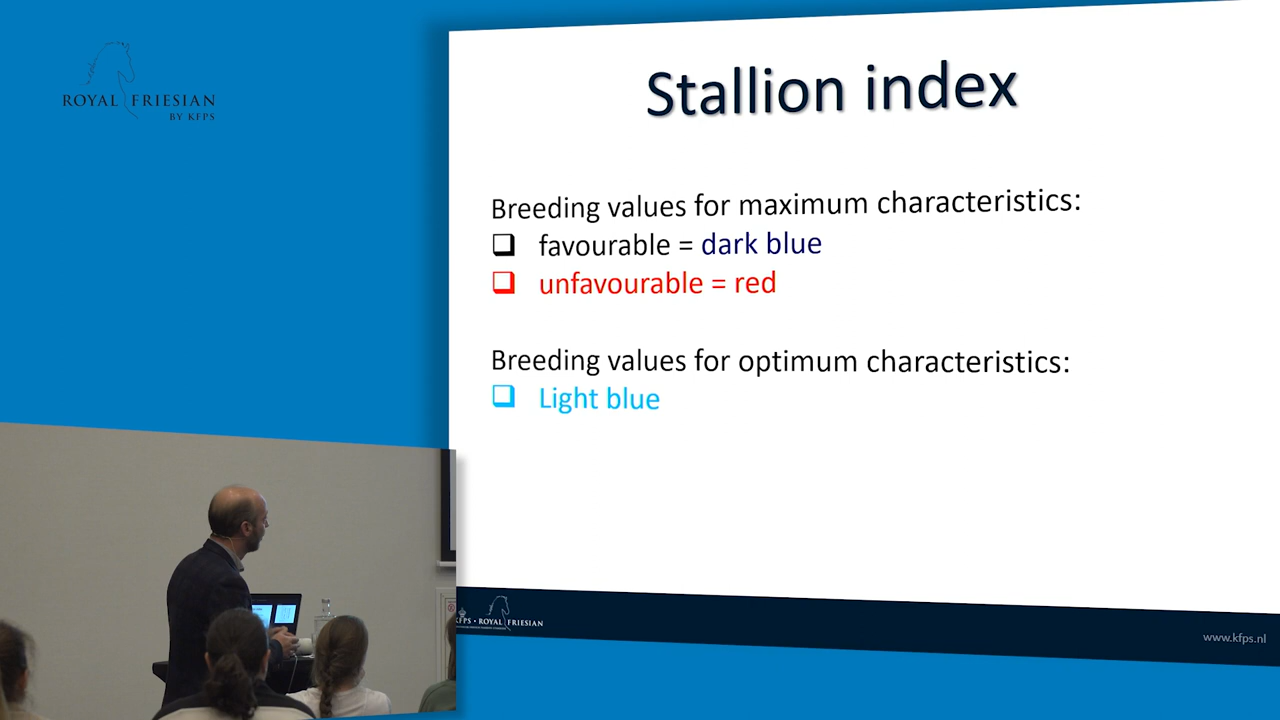 ROYAL FRIESIAN
BY KFPS
Stallion index
Breeding values for maximum characteristics:
favourable = dark blue
unfavourable = red
Breeding values for optimum characteristics:
Light blue
KFPS • ROYAL FRIESIAN
www.kfps.nl